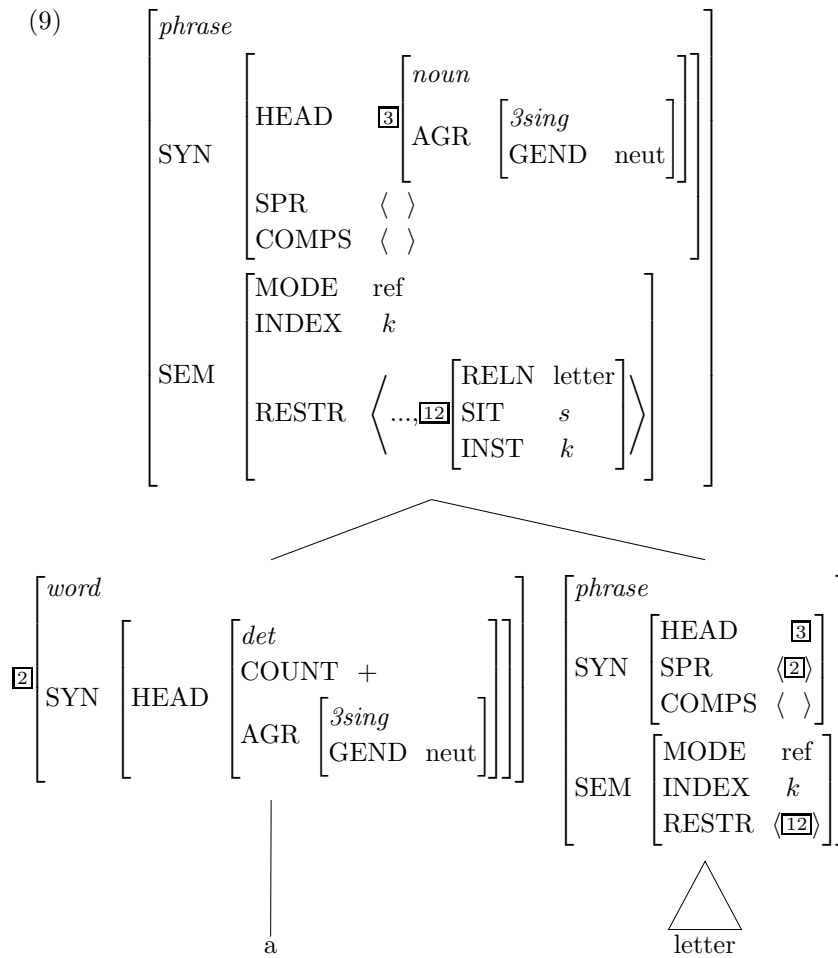 (9)
phrase
SYN
HEAD 3
noun
AGR
3sing
GEND neut
SPR ⟨ ⟩
COMPS ⟨ ⟩
SEM
MODE ref
INDEX k
RESTR ⟨ ..., 12
RELN letter
SIT s
INST k
⟩
2
word
SYN
HEAD
det
COUNT +
AGR
3sing
GEND neut
a
phrase
SYN
HEAD 3
SPR ⟨2⟩
COMPS ⟨ ⟩
SEM
MODE ref
INDEX k
RESTR ⟨12⟩
letter